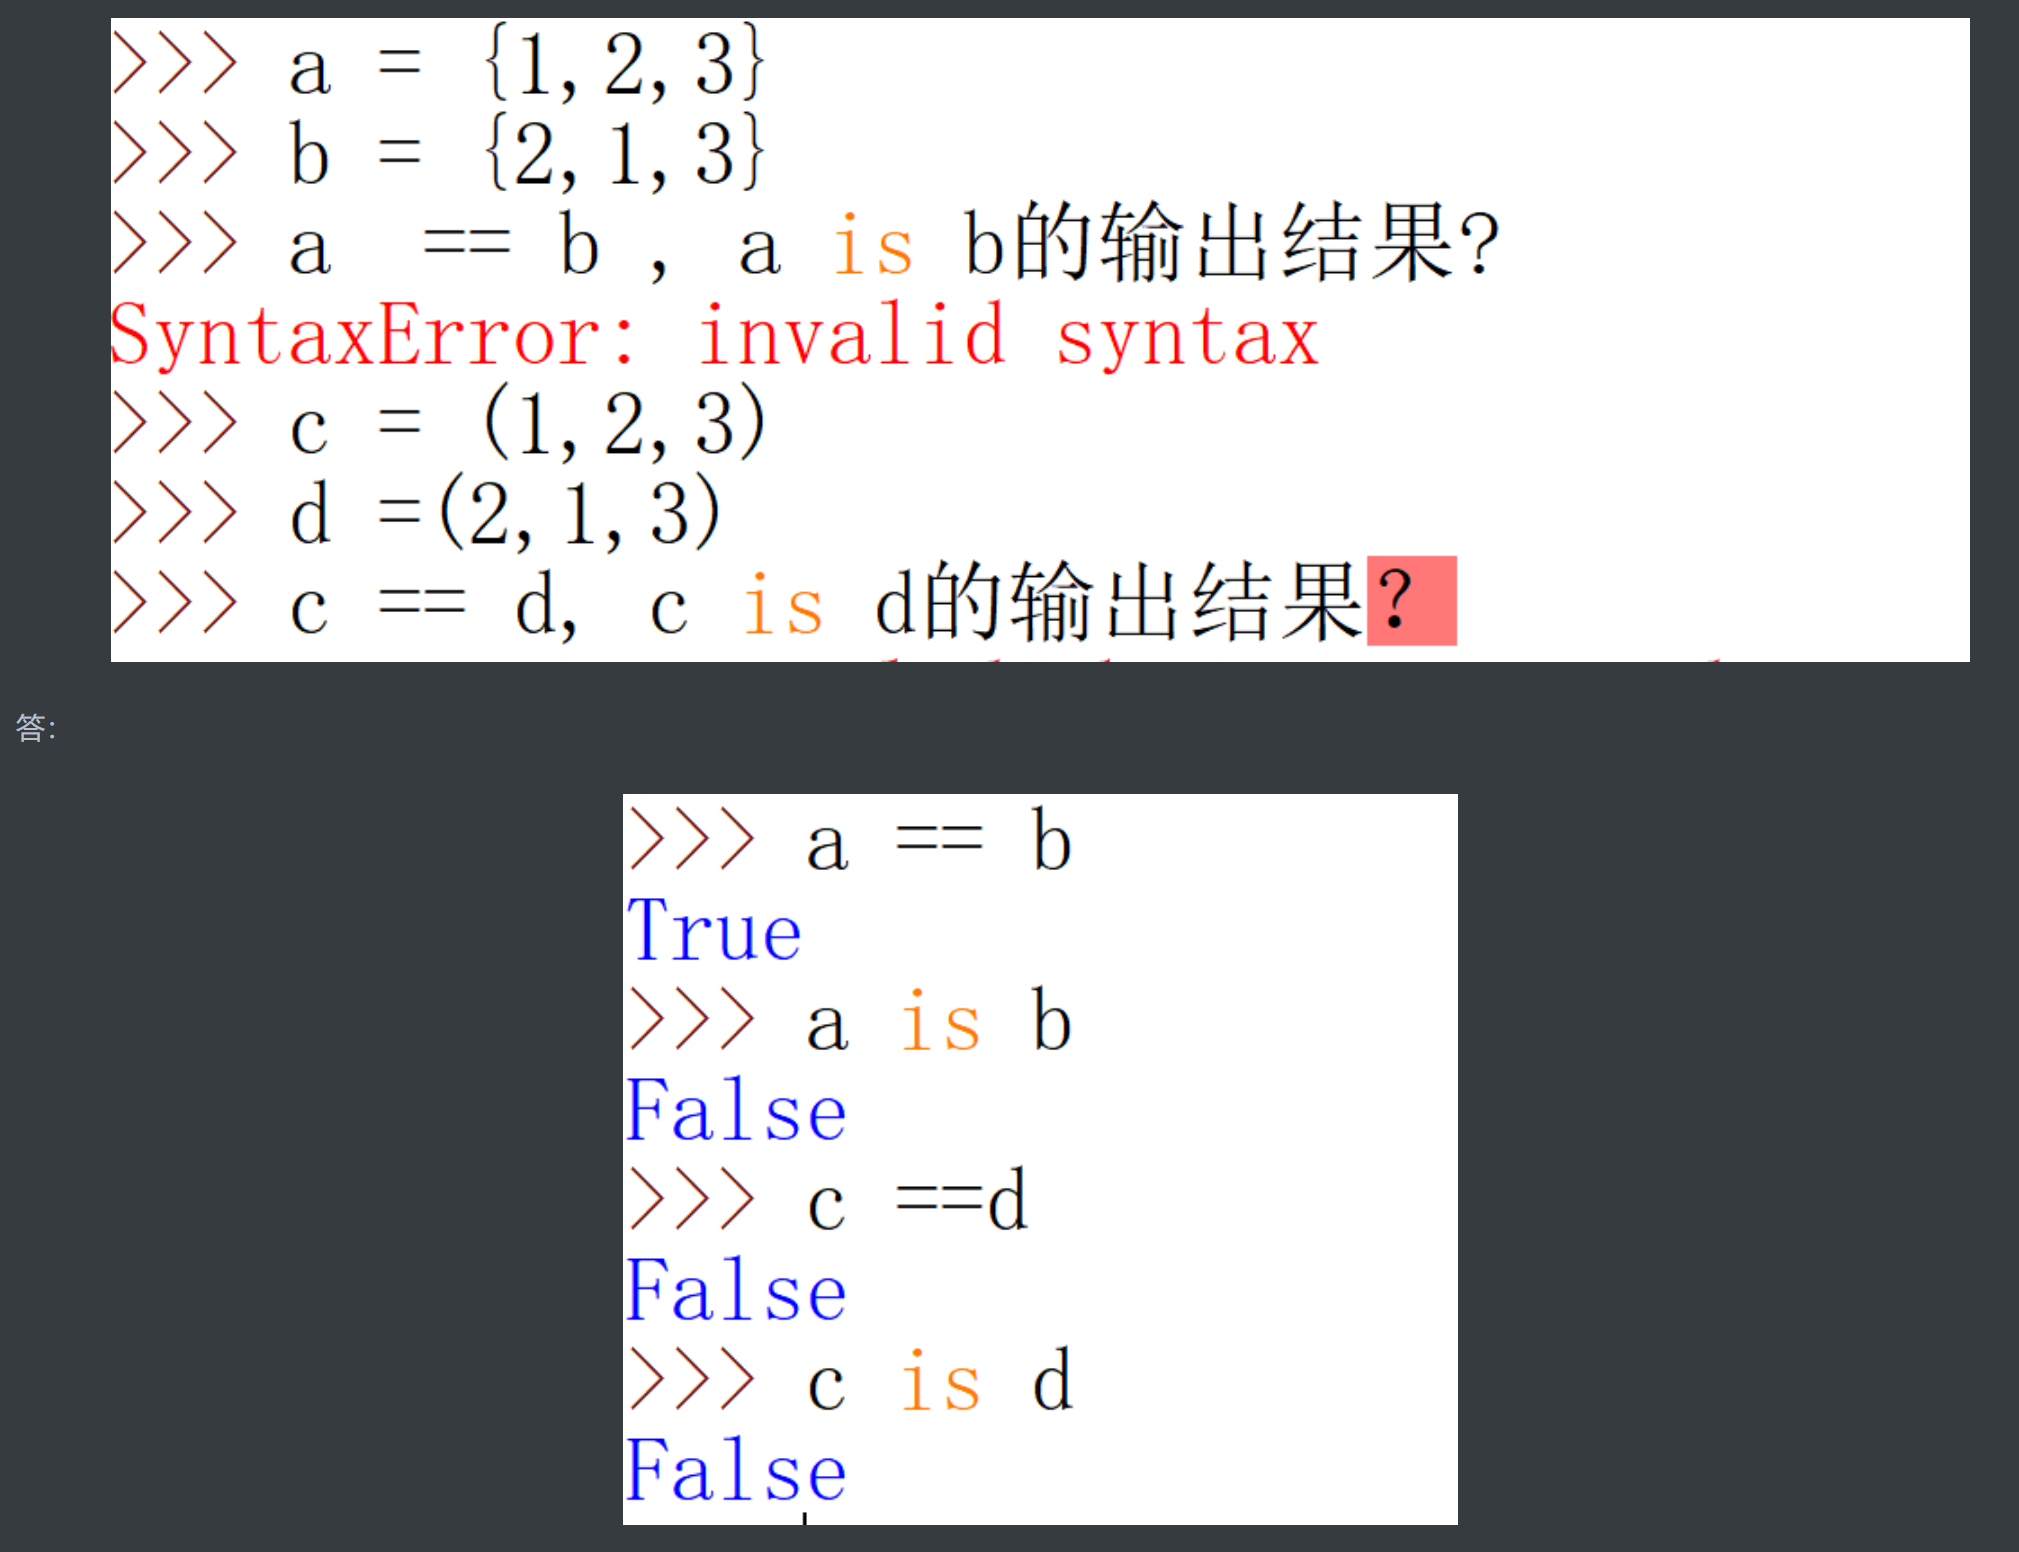 >>> a = {1,2,3}
>>> b = {2,1,3}
>>> a  == b , a is b的输出结果?
SyntaxError: invalid syntax
>>> c = (1,2,3)
>>> d =(2,1,3)
>>> c == d, c is d的输出结果？
答：
>>> a == b
True
>>> a is b
False
>>> c ==d
False
>>> c is d
False